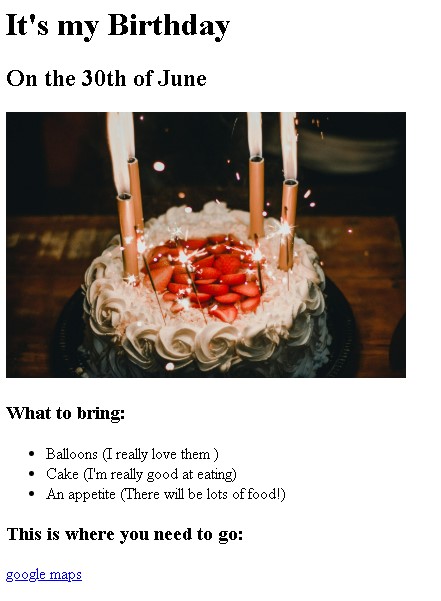 It's my Birthday
On the 30th of June
What to bring:
Balloons (I really love them )
Cake (I'm really good at eating)
An appetite (There will be lots of food!)
This is where you need to go:
google maps